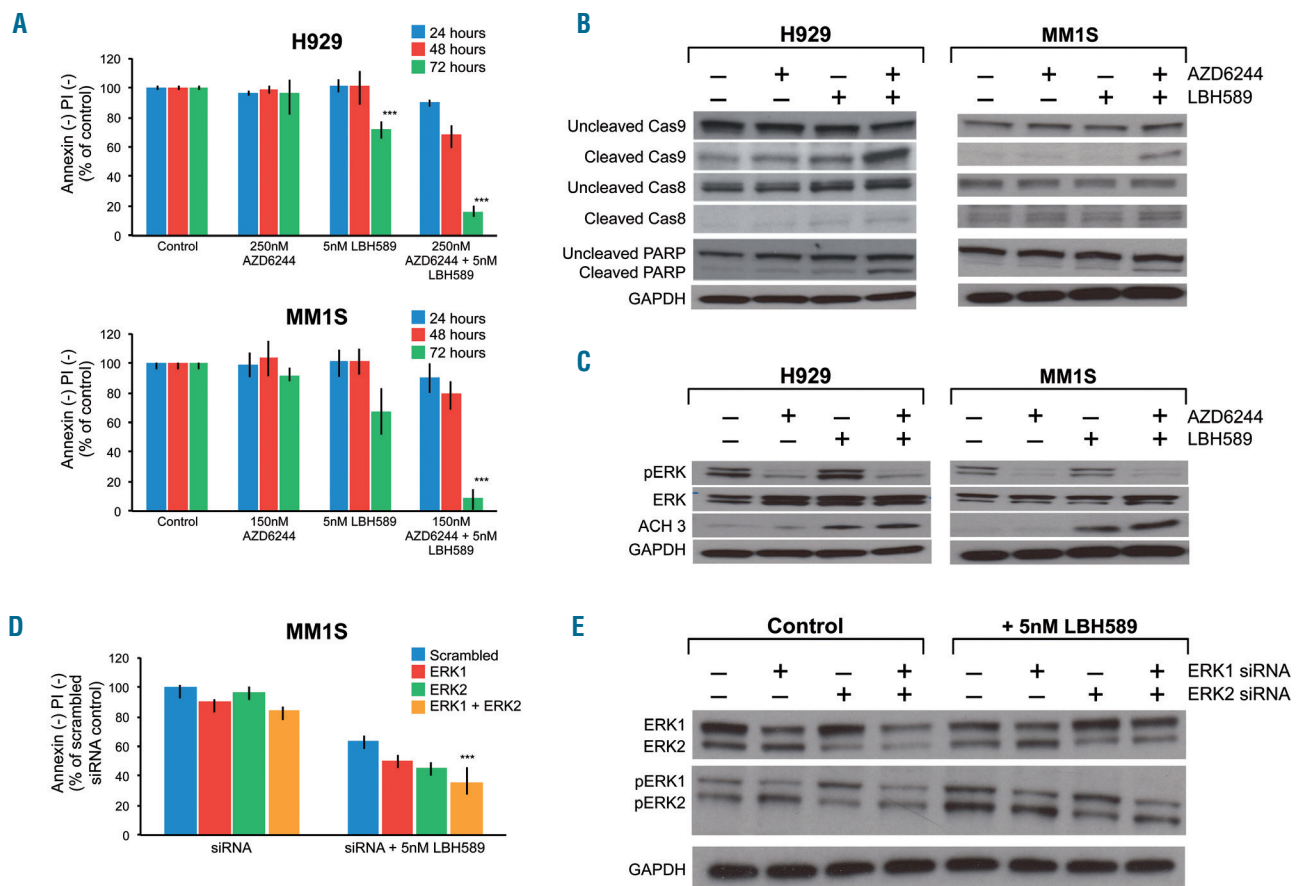 A
H929
24 hours
48 hours
72 hours
Annexin (-) PI (-)
(% of control)
120
100
80
60
40
20
0
***
***
Control
250nM
AZD6244
5nM LBH589
250nM
AZD6244 + 5nM
LBH589
MM1S
24 hours
48 hours
72 hours
Annexin (-) PI (-)
(% of control)
120
100
80
60
40
20
0
***
Control
150nM
AZD6244
5nM LBH589
150nM
AZD6244 + 5nM
LBH589
B
H929 MM1S
– + – + – + – + AZD6244
– – + + – – + + LBH589
Uncleaved Cas9
Cleaved Cas9
Uncleaved Cas8
Cleaved Cas8
Uncleaved PARP
Cleaved PARP
GAPDH
C
H929 MM1S
– + – + – + – + AZD6244
– – + + – – + + LBH589
pERK
ERK
ACH 3
GAPDH
D
MM1S
Scrambled
ERK1
ERK2
ERK1 + ERK2
Annexin (-) PI (-)
(% of scrambled
siRNA control)
120
100
80
60
40
20
0
***
siRNA
siRNA + 5nM LBH589
E
Control + 5nM LBH589
– + – + – + – + ERK1 siRNA
– – + + – – + + ERK2 siRNA
ERK1
ERK2
pERK1
pERK2
GAPDH